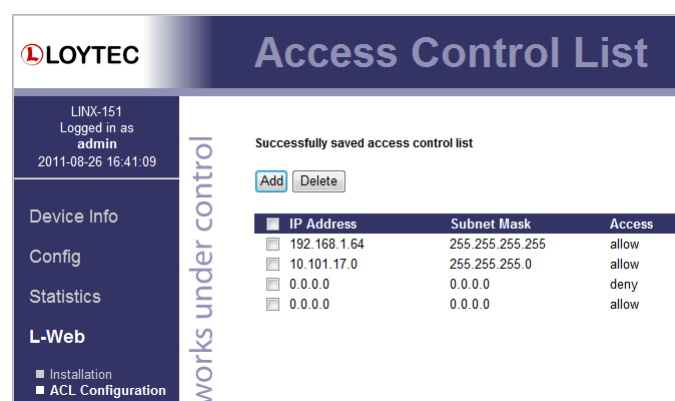 LOYTEC
Access Control List
LINX-151
Logged in as
admin
2011-08-26 16:41:09
Device Info
Config
Statistics
L-Web
Installation
ACL Configuration
works under control
Successfully saved access control list
Add Delete
IP Address Subnet Mask Access
192.168.1.64 255.255.255.255 allow
10.101.17.0 255.255.255.0 allow
0.0.0.0 0.0.0.0 deny
0.0.0.0 0.0.0.0 allow